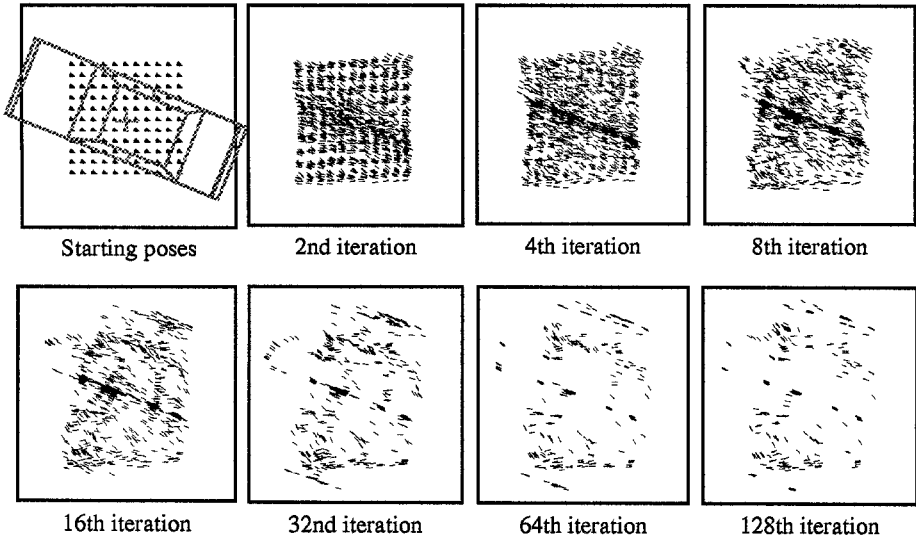 Starting poses
2nd iteration
4th iteration
8th iteration
16th iteration
32nd iteration
64th iteration
128th iteration